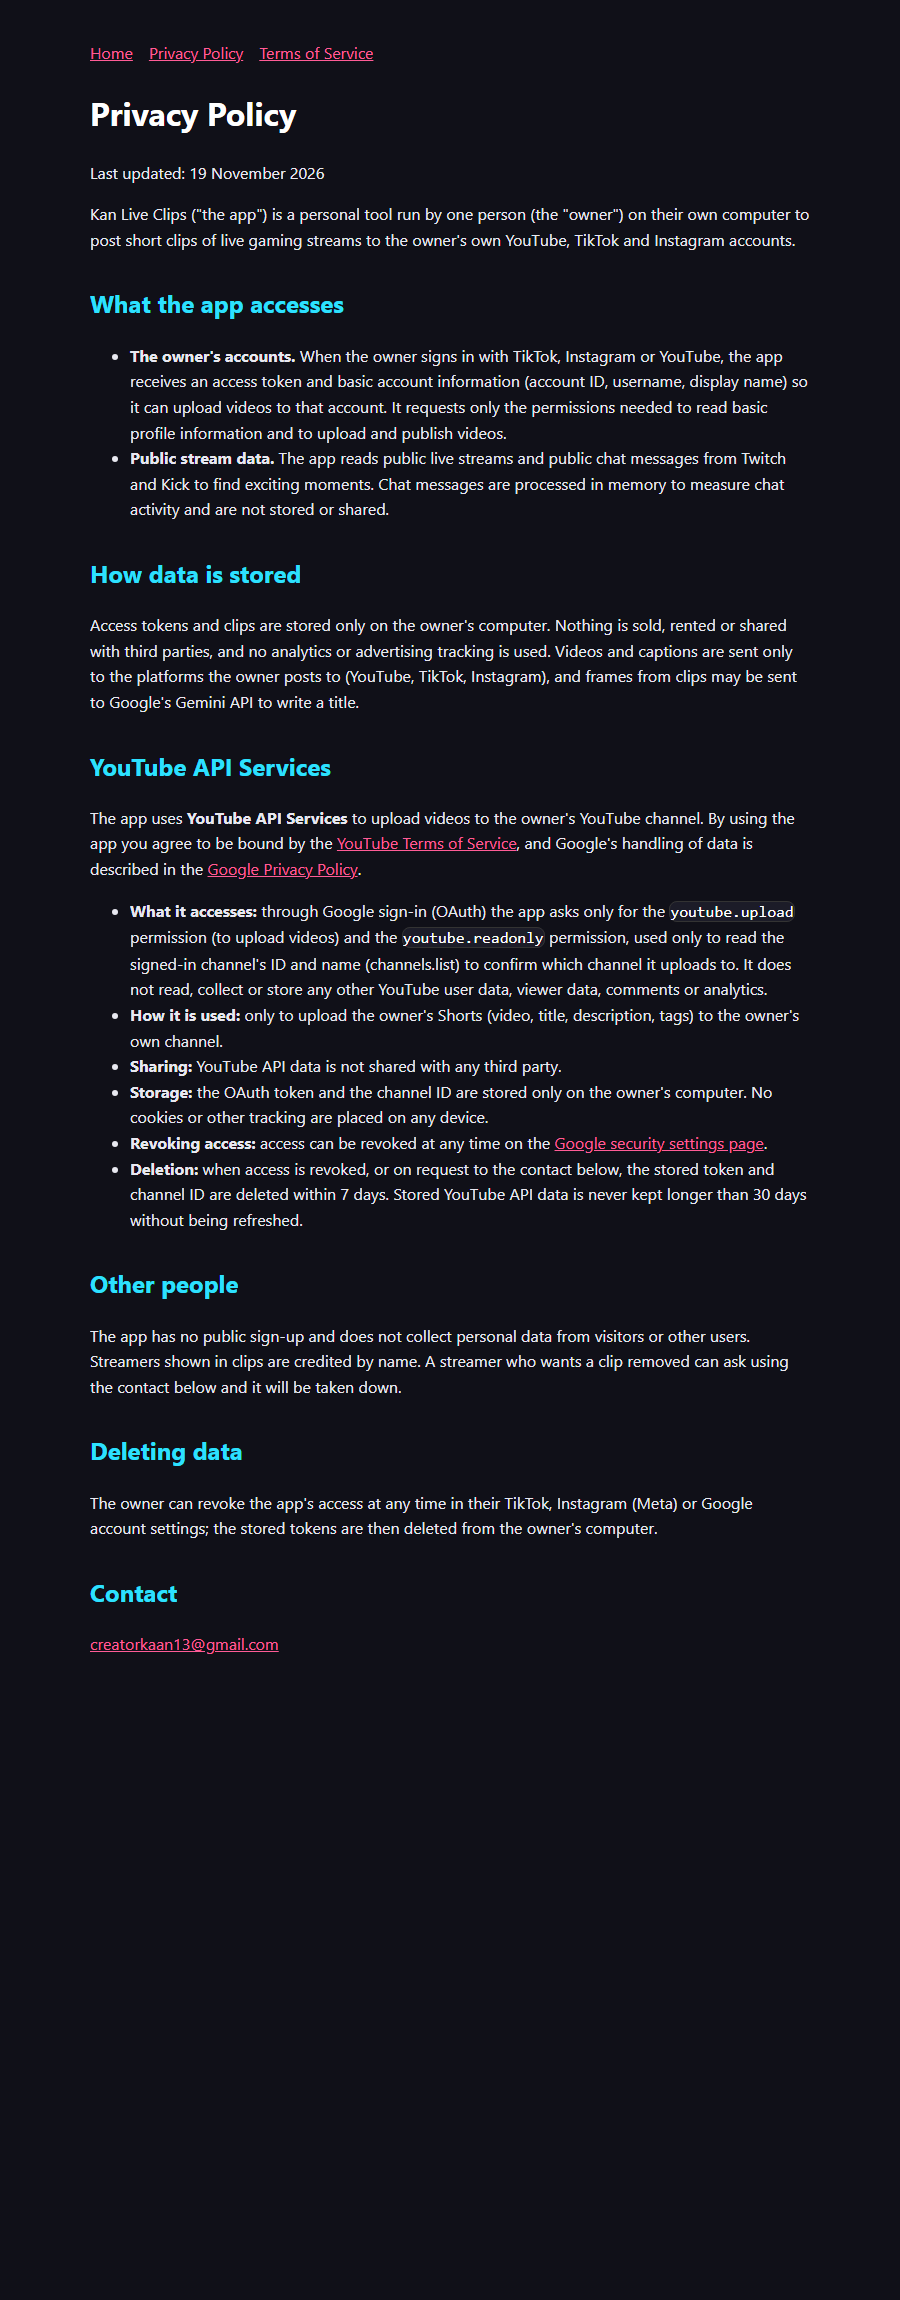 Home Privacy Policy Terms of Service
Privacy Policy
Last updated: 19 November 2026
Kan Live Clips ("the app") is a personal tool run by one person (the "owner") on their own computer to
post short clips of live gaming streams to the owner's own YouTube, TikTok and Instagram accounts.
What the app accesses
• The owner's accounts. When the owner signs in with TikTok, Instagram or YouTube, the app
receives an access token and basic account information (account ID, username, display name) so
it can upload videos to that account. It requests only the permissions needed to read basic
profile information and to upload and publish videos.
• Public stream data. The app reads public live streams and public chat messages from Twitch
and Kick to find exciting moments. Chat messages are processed in memory to measure chat
activity and are not stored or shared.
How data is stored
Access tokens and clips are stored only on the owner's computer. Nothing is sold, rented or shared
with third parties, and no analytics or advertising tracking is used. Videos and captions are sent only
to the platforms the owner posts to (YouTube, TikTok, Instagram), and frames from clips may be sent
to Google's Gemini API to write a title.
YouTube API Services
The app uses YouTube API Services to upload videos to the owner's YouTube channel. By using the
app you agree to be bound by the YouTube Terms of Service, and Google's handling of data is
described in the Google Privacy Policy.
• What it accesses: through Google sign-in (OAuth) the app asks only for the youtube.upload
permission (to upload videos) and the youtube.readonly permission, used only to read the
signed-in channel's ID and name (channels.list) to confirm which channel it uploads to. It does
not read, collect or store any other YouTube user data, viewer data, comments or analytics.
• How it is used: only to upload the owner's Shorts (video, title, description, tags) to the owner's
own channel.
• Sharing: YouTube API data is not shared with any third party.
• Storage: the OAuth token and the channel ID are stored only on the owner's computer. No
cookies or other tracking are placed on any device.
• Revoking access: access can be revoked at any time on the Google security settings page.
• Deletion: when access is revoked, or on request to the contact below, the stored token and
channel ID are deleted within 7 days. Stored YouTube API data is never kept longer than 30 days
without being refreshed.
Other people
The app has no public sign-up and does not collect personal data from visitors or other users.
Streamers shown in clips are credited by name. A streamer who wants a clip removed can ask using
the contact below and it will be taken down.
Deleting data
The owner can revoke the app's access at any time in their TikTok, Instagram (Meta) or Google
account settings; the stored tokens are then deleted from the owner's computer.
Contact
creatorkaan13@gmail.com